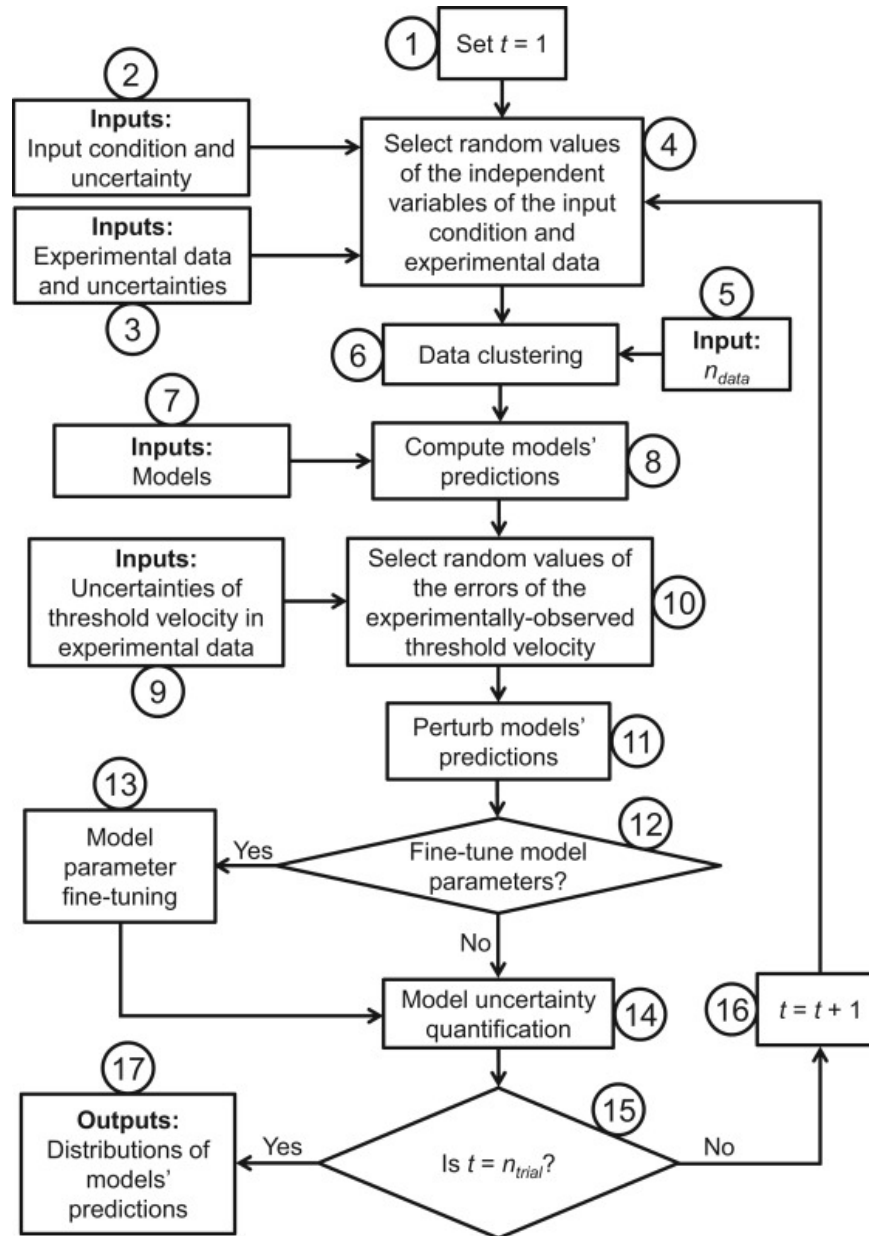 1
Set t = 1
2
Inputs:
Input condition and
uncertainty
4
Select random values
of the independent
variables of the input
condition and
experimental data
Inputs:
Experimental data
and uncertainties
3
5
Input:
n_data
6
Data clustering
7
Inputs:
Models
Compute models'
predictions
8
Inputs:
Uncertainties of
threshold velocity in
experimental data
9
Select random values of
the errors of the
experimentally-observed
threshold velocity
10
Perturb models'
predictions
11
12
Fine-tune model
parameters?
Yes
13
Model
parameter
fine-tuning
No
Model uncertainty
quantification
14
16
t = t + 1
15
Is t = n_trial?
No
Yes
17
Outputs:
Distributions of
models'
predictions